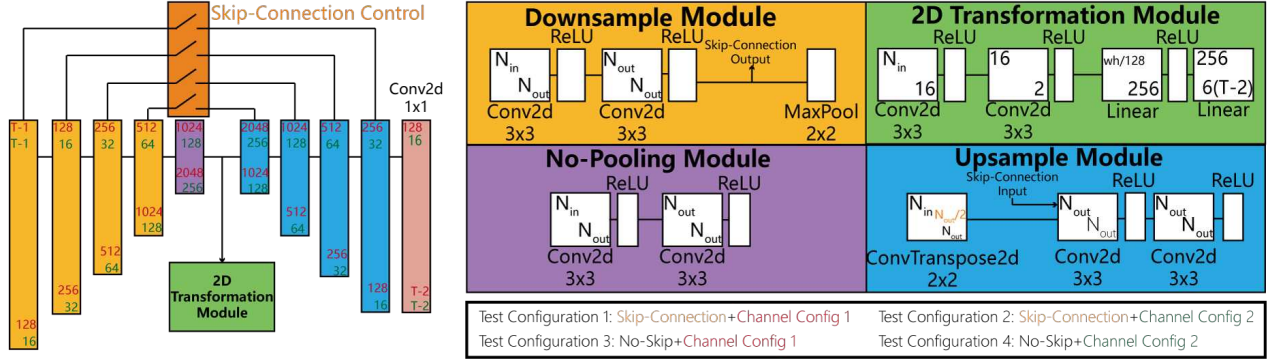 Skip-Connection Control
Conv2d
1x1
T-1
T-1
128
16
256
32
512
64
1024
128
2048
256
1024
128
512
64
256
32
128
16
2048
256
1024
128
1024
128
512
64
512
64
256
32
256
32
128
16
T-2
T-2
128
16
2D
Transformation
Module
Downsample Module
ReLU
ReLU
Skip-Connection
Output
N_in
N_out
N_out
N_out
Conv2d
3x3
Conv2d
3x3
MaxPool
2x2
2D Transformation Module
ReLU
ReLU
ReLU
N_in
16
16
2
wh/128
256
256
6(T-2)
Conv2d
3x3
Conv2d
3x3
Linear
Linear
No-Pooling Module
ReLU
ReLU
N_in
N_out
N_out
N_out
Conv2d
3x3
Conv2d
3x3
Upsample Module
Skip-Connection
Input
ReLU
ReLU
N_in
N_out/2
N_out
N_out
N_out
N_out
N_out
ConvTranspose2d
2x2
Conv2d
3x3
Conv2d
3x3
Test Configuration 1: Skip-Connection+Channel Config 1
Test Configuration 2: Skip-Connection+Channel Config 2
Test Configuration 3: No-Skip+Channel Config 1
Test Configuration 4: No-Skip+Channel Config 2